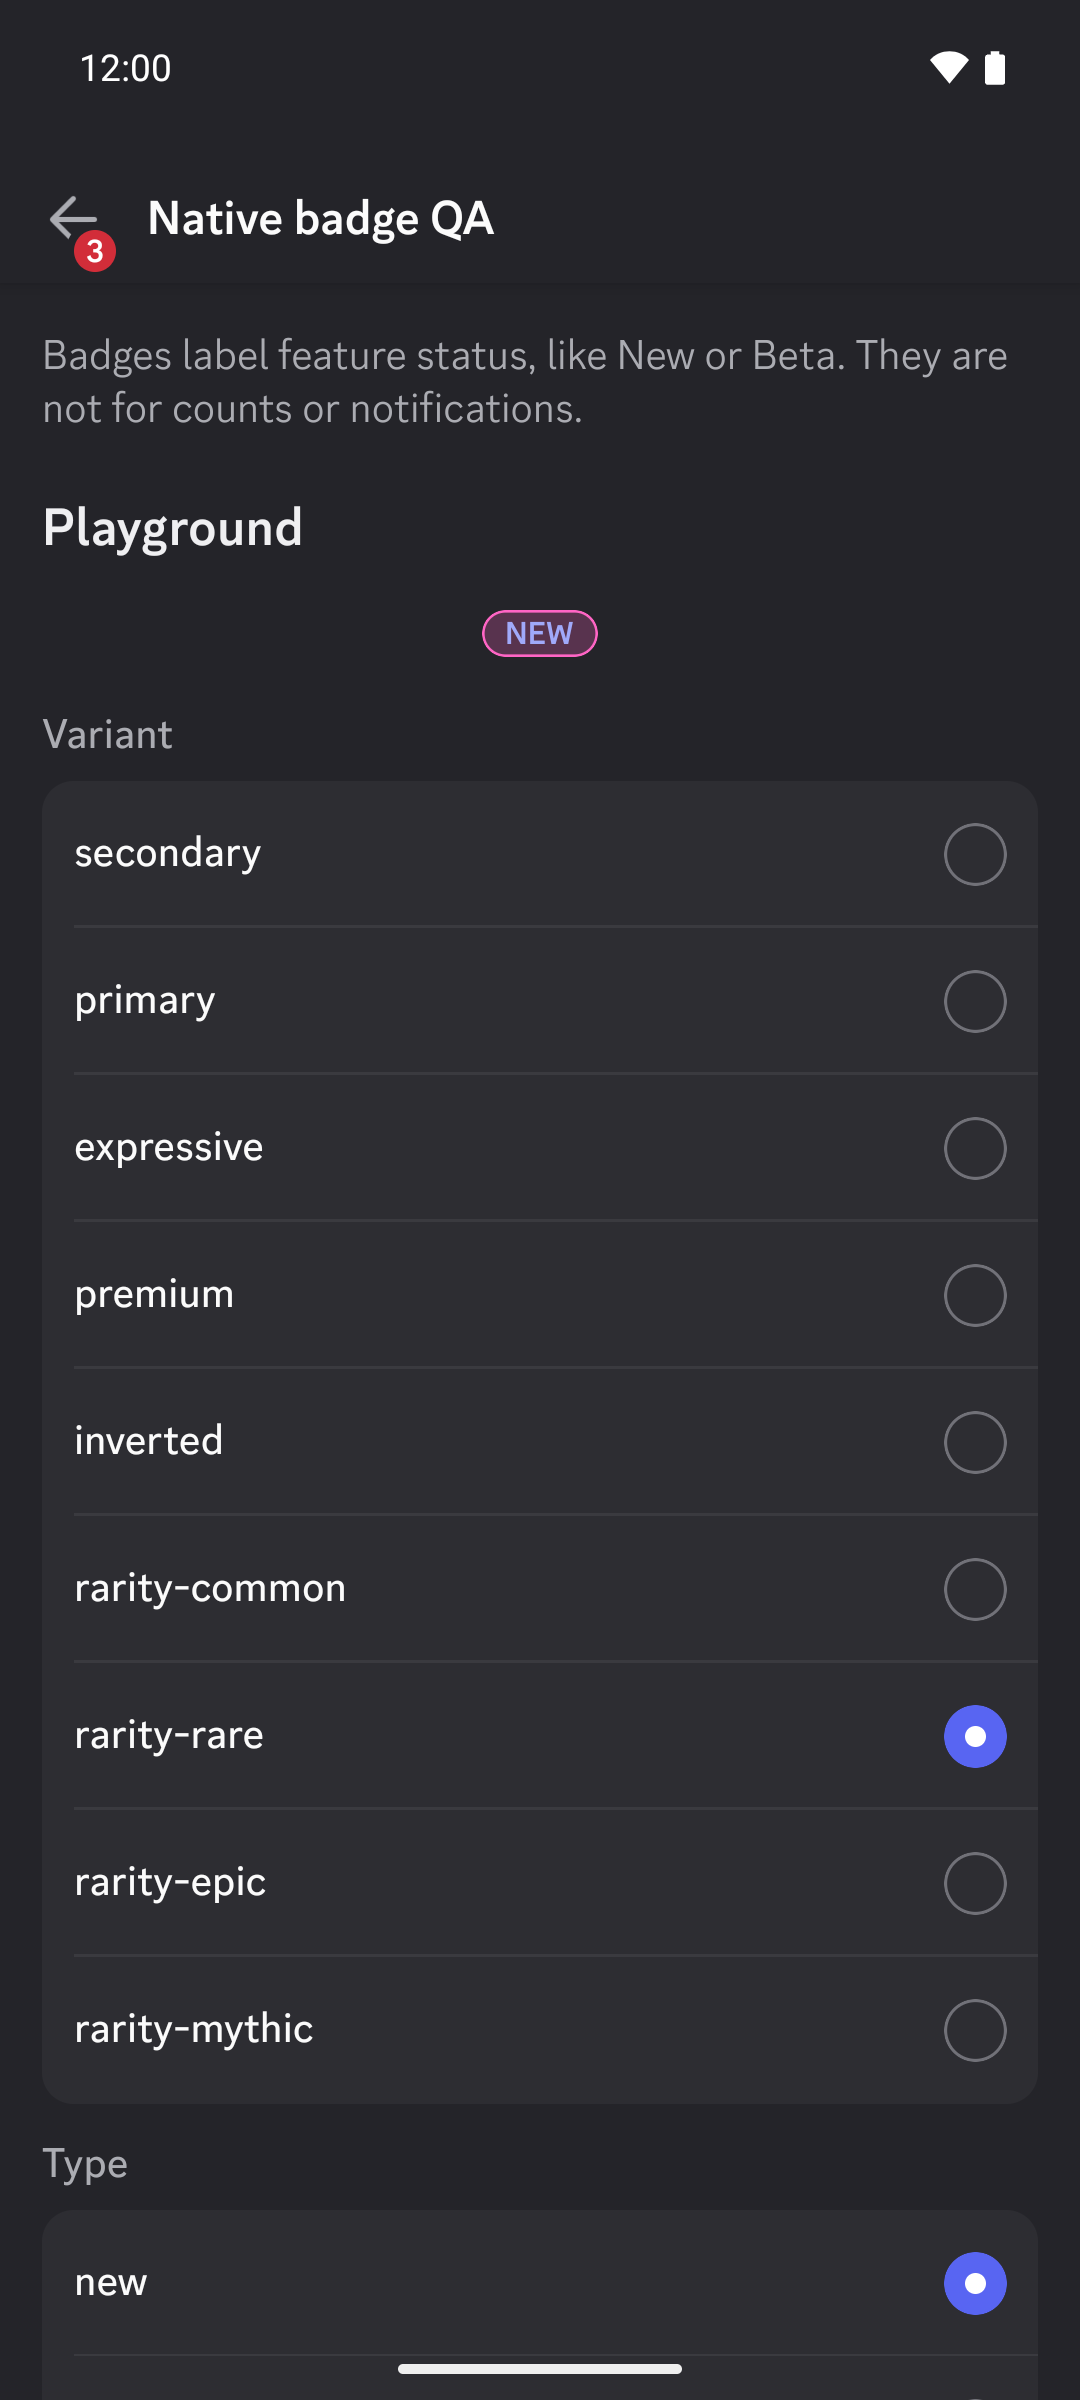 12:00
3
Native badge QA
Badges label feature status, like New or Beta. They are
not for counts or notifications.
Playground
NEW
Variant
secondary
primary
expressive
premium
inverted
rarity-common
rarity-rare
rarity-epic
rarity-mythic
Type
new